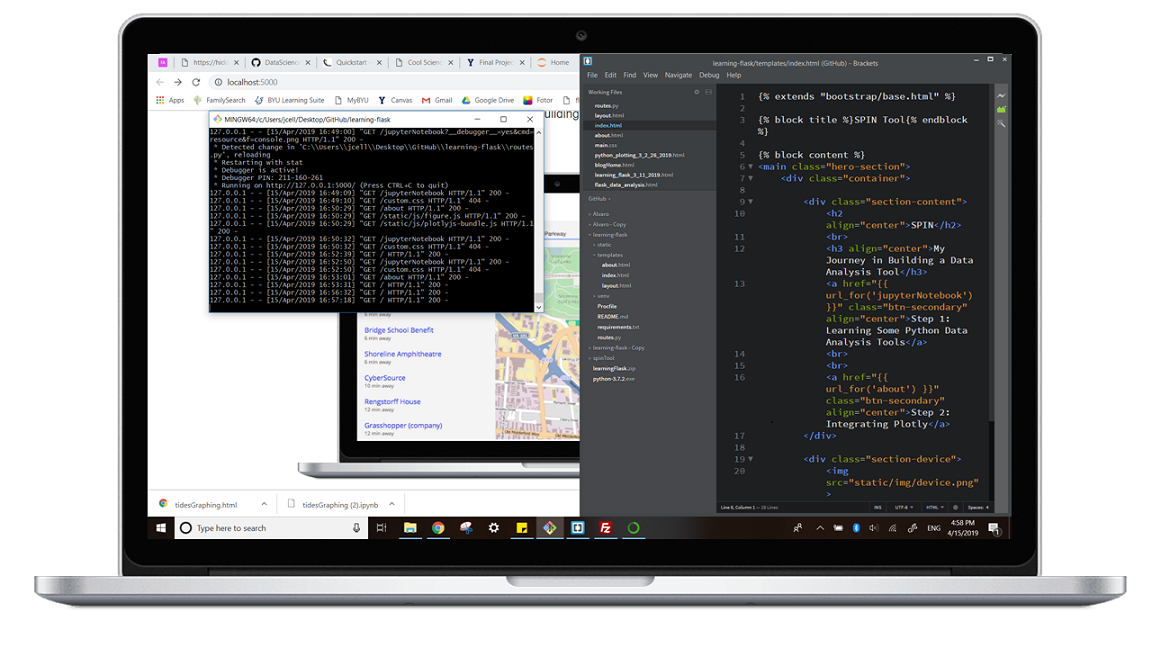 https://hid
DataScienc
Quickstart -
Cool Scienc
Final Projec
Home
localhost:5000
Apps
FamilySearch
BYU Learning Suite
MyBYU
Canvas
Gmail
Google Drive
Fotor
MINGW64:/c/Users/jcell/Desktop/GitHub/learning-flask
127.0.0.1 - - [15/Apr/2019 16:49:00] "GET /jupyterNotebook?__debugger__=yes&cmd=
resource&f=console.png HTTP/1.1" 200 -
* Detected change in 'C:\\Users\\jcell\\Desktop\\GitHub\\learning-flask\\routes
.py', reloading
* Restarting with stat
* Debugger is active!
* Debugger PIN: 211-160-261
* Running on http://127.0.0.1:5000/ (Press CTRL+C to quit)
127.0.0.1 - - [15/Apr/2019 16:49:09] "GET /jupyterNotebook HTTP/1.1" 200 -
127.0.0.1 - - [15/Apr/2019 16:49:10] "GET /custom.css HTTP/1.1" 404 -
127.0.0.1 - - [15/Apr/2019 16:50:29] "GET /about HTTP/1.1" 200 -
127.0.0.1 - - [15/Apr/2019 16:50:29] "GET /static/js/figure.js HTTP/1.1" 200 -
127.0.0.1 - - [15/Apr/2019 16:50:29] "GET /static/js/plotlyjs-bundle.js HTTP/1.1
" 200 -
127.0.0.1 - - [15/Apr/2019 16:50:32] "GET /jupyterNotebook HTTP/1.1" 200 -
127.0.0.1 - - [15/Apr/2019 16:50:32] "GET /custom.css HTTP/1.1" 404 -
127.0.0.1 - - [15/Apr/2019 16:52:39] "GET / HTTP/1.1" 200 -
127.0.0.1 - - [15/Apr/2019 16:52:50] "GET /jupyterNotebook HTTP/1.1" 200 -
127.0.0.1 - - [15/Apr/2019 16:52:50] "GET /custom.css HTTP/1.1" 404 -
127.0.0.1 - - [15/Apr/2019 16:53:01] "GET /about HTTP/1.1" 200 -
127.0.0.1 - - [15/Apr/2019 16:53:31] "GET / HTTP/1.1" 200 -
127.0.0.1 - - [15/Apr/2019 16:56:32] "GET / HTTP/1.1" 200 -
127.0.0.1 - - [15/Apr/2019 16:57:18] "GET / HTTP/1.1" 200 -
Parkway
6 min away
Bridge School Benefit
6 min away
Shoreline Amphitheatre
6 min away
CyberSource
10 min away
Rengstorff House
12 min away
Grasshopper (company)
12 min away
tidesGraphing.html
tidesGraphing (2).ipynb
learning-flask/templates/index.html (GitHub) - Brackets
File Edit Find View Navigate Debug Help
Working Files
routes.py
layout.html
index.html
about.html
main.css
python_plotting_3_2_26_2019.html
blogHome.html
learning_flask_3_11_2019.html
flask_data_analysis.html
GitHub
Alvaro
Alvaro - Copy
learning-flask
static
templates
about.html
index.html
layout.html
venv
Procfile
README.md
requirements.txt
routes.py
learning-flask - Copy
spinTool
learningFlask.zip
python-3.7.2.exe
1 {% extends "bootstrap/base.html" %}
2
3 {% block title %}SPIN Tool{% endblock
%}
4
5 {% block content %}
6 <main class="hero-section">
7 <div class="container">
8
9 <div class="section-content">
10 <h2
align="center">SPIN</h2>
11 <br>
12 <h3 align="center">My
Journey in Building a Data
Analysis Tool</h3>
13 <a href="{{
url_for('jupyterNotebook')
}}" class="btn-secondary"
align="center">Step 1:
Learning Some Python Data
Analysis Tools</a>
14 <br>
15 <br>
16 <a href="{{
url_for('about') }}"
class="btn-secondary"
align="center">Step 2:
Integrating Plotly</a>
17 </div>
18
19 <div class="section-device">
20 <img
src="static/img/device.png"
>
Line 6, Column 1 — 28 Lines
INS UTF-8 HTML Spaces: 4
Type here to search
ENG
4:58 PM
4/15/2019
1